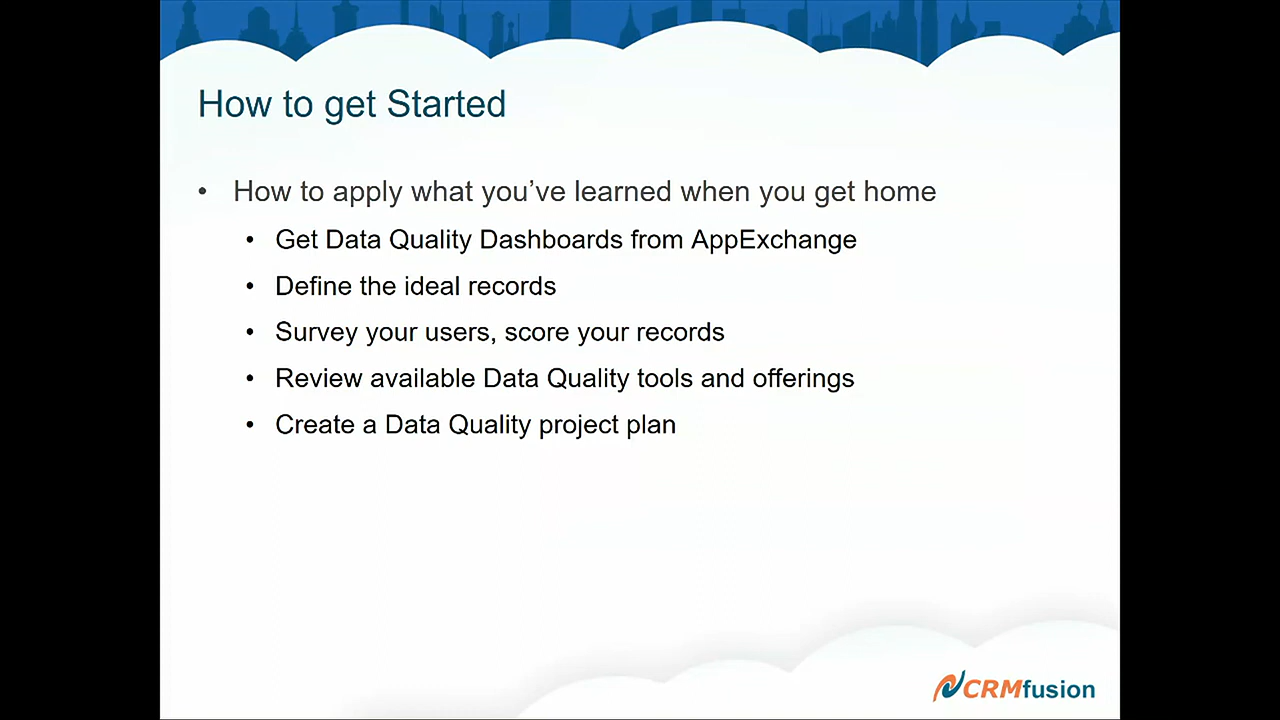 How to get Started
• How to apply what you’ve learned when you get home
• Get Data Quality Dashboards from AppExchange
• Define the ideal records
• Survey your users, score your records
• Review available Data Quality tools and offerings
• Create a Data Quality project plan
CRMfusion